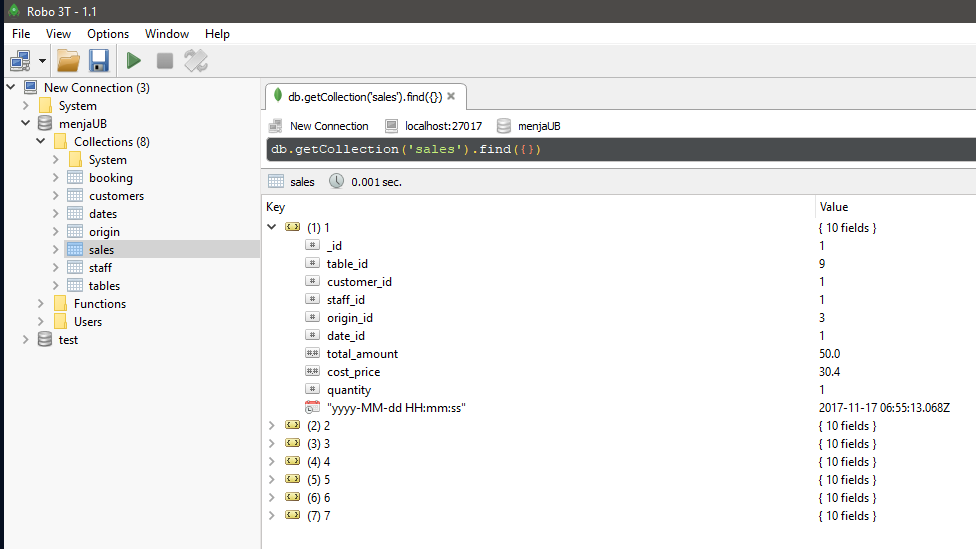 Robo 3T - 1.1
File View Options Window Help
New Connection (3)
System
menjaUB
Collections (8)
System
booking
customers
dates
origin
sales
staff
tables
Functions
Users
test
db.getCollection('sales').find({})
New Connection localhost:27017 menjaUB
db.getCollection('sales').find({})
sales 0.001 sec.
Key Value
(1) 1 { 10 fields }
_id 1
table_id 9
customer_id 1
staff_id 1
origin_id 3
date_id 1
total_amount 50.0
cost_price 30.4
quantity 1
"yyyy-MM-dd HH:mm:ss" 2017-11-17 06:55:13.068Z
(2) 2 { 10 fields }
(3) 3 { 10 fields }
(4) 4 { 10 fields }
(5) 5 { 10 fields }
(6) 6 { 10 fields }
(7) 7 { 10 fields }